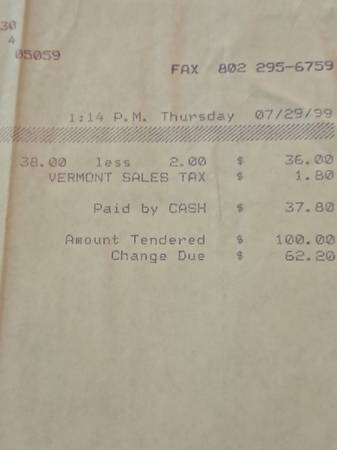 30
4
05059
FAX 802 295-6759
1:14 P.M. Thursday 07/29/99
38.00 less 2.00 $ 36.00
VERMONT SALES TAX $ 1.80
Paid by CASH $ 37.80
Amount Tendered $ 100.00
Change Due $ 62.20